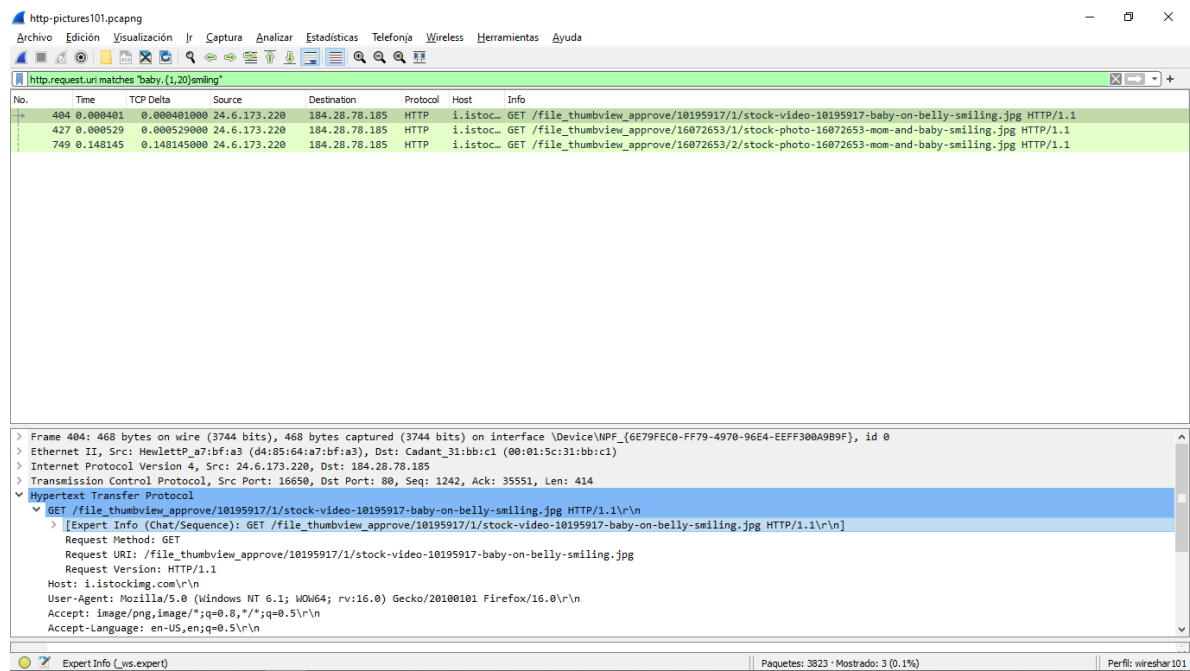 http-pictures101.pcapng
Archivo Edición Visualización Ir Captura Analizar Estadísticas Telefonía Wireless Herramientas Ayuda
http.request.uri matches "baby.{1,20}smiling"
No. Time TCP Delta Source Destination Protocol Host Info
404 0.000401 0.000401000 24.6.173.220 184.28.78.185 HTTP i.istoc… GET /file_thumbview_approve/10195917/1/stock-video-10195917-baby-on-belly-smiling.jpg HTTP/1.1
427 0.000529 0.000529000 24.6.173.220 184.28.78.185 HTTP i.istoc… GET /file_thumbview_approve/16072653/1/stock-photo-16072653-mom-and-baby-smiling.jpg HTTP/1.1
749 0.148145 0.148145000 24.6.173.220 184.28.78.185 HTTP i.istoc… GET /file_thumbview_approve/16072653/2/stock-photo-16072653-mom-and-baby-smiling.jpg HTTP/1.1
Frame 404: 468 bytes on wire (3744 bits), 468 bytes captured (3744 bits) on interface \Device\NPF_{6E79FEC0-FF79-4970-96E4-EEFF300A9B9F}, id 0
Ethernet II, Src: HewlettP_a7:bf:a3 (d4:85:64:a7:bf:a3), Dst: Cadant_31:bb:c1 (00:01:5c:31:bb:c1)
Internet Protocol Version 4, Src: 24.6.173.220, Dst: 184.28.78.185
Transmission Control Protocol, Src Port: 16650, Dst Port: 80, Seq: 1242, Ack: 35551, Len: 414
Hypertext Transfer Protocol
GET /file_thumbview_approve/10195917/1/stock-video-10195917-baby-on-belly-smiling.jpg HTTP/1.1\r\n
[Expert Info (Chat/Sequence): GET /file_thumbview_approve/10195917/1/stock-video-10195917-baby-on-belly-smiling.jpg HTTP/1.1\r\n]
Request Method: GET
Request URI: /file_thumbview_approve/10195917/1/stock-video-10195917-baby-on-belly-smiling.jpg
Request Version: HTTP/1.1
Host: i.istockimg.com\r\n
User-Agent: Mozilla/5.0 (Windows NT 6.1; WOW64; rv:16.0) Gecko/20100101 Firefox/16.0\r\n
Accept: image/png,image/*;q=0.8,*/*;q=0.5\r\n
Accept-Language: en-US,en;q=0.5\r\n
Expert Info (_ws.expert) Paquetes: 3823 · Mostrado: 3 (0.1%) Perfil: wireshar101